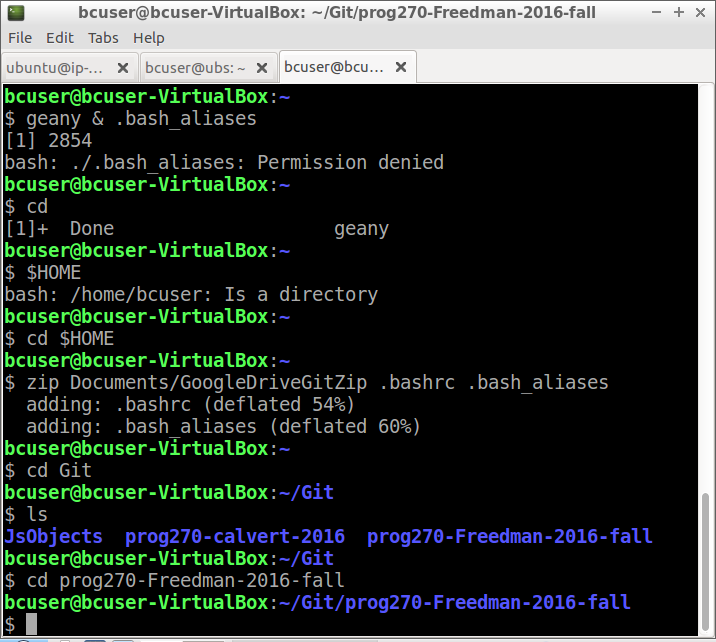 bcuser@bcuser-VirtualBox: ~/Git/prog270-Freedman-2016-fall
File Edit Tabs Help
ubuntu@ip-... bcuser@ubs: ~ bcuser@bcu...
bcuser@bcuser-VirtualBox:~
$ geany & .bash_aliases
[1] 2854
bash: ./.bash_aliases: Permission denied
bcuser@bcuser-VirtualBox:~
$ cd
[1]+  Done                    geany
bcuser@bcuser-VirtualBox:~
$ $HOME
bash: /home/bcuser: Is a directory
bcuser@bcuser-VirtualBox:~
$ cd $HOME
bcuser@bcuser-VirtualBox:~
$ zip Documents/GoogleDriveGitZip .bashrc .bash_aliases
  adding: .bashrc (deflated 54%)
  adding: .bash_aliases (deflated 60%)
bcuser@bcuser-VirtualBox:~
$ cd Git
bcuser@bcuser-VirtualBox:~/Git
$ ls
JsObjects  prog270-calvert-2016  prog270-Freedman-2016-fall
bcuser@bcuser-VirtualBox:~/Git
$ cd prog270-Freedman-2016-fall
bcuser@bcuser-VirtualBox:~/Git/prog270-Freedman-2016-fall
$